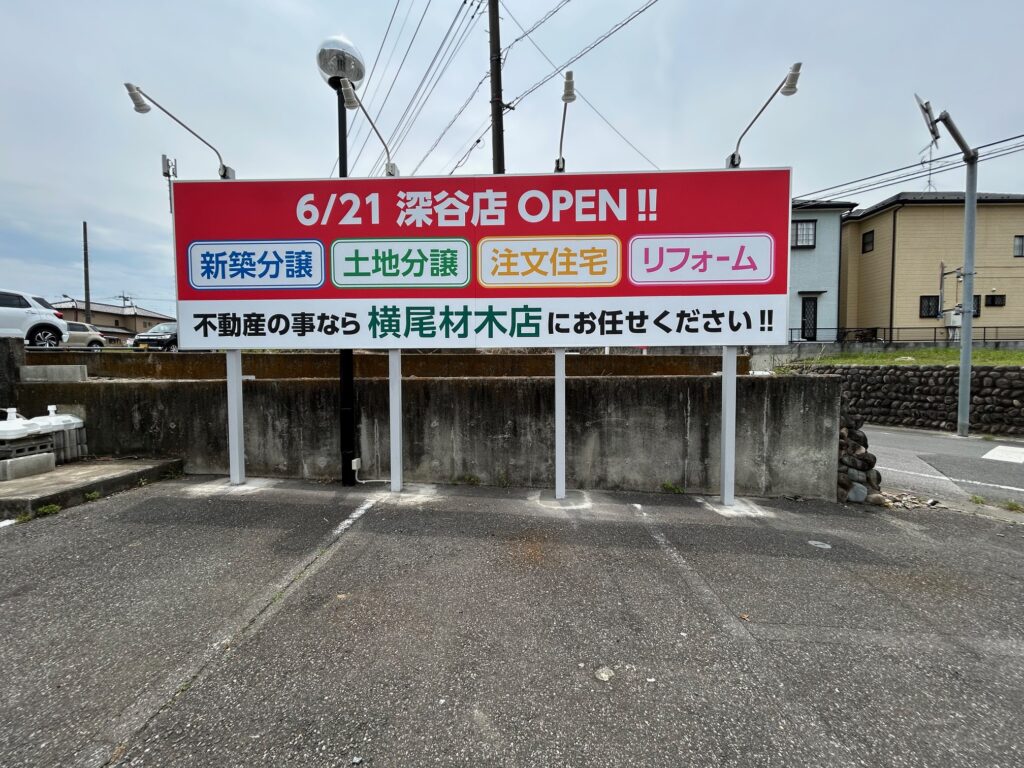 6/21 深谷店 OPEN !!
新築分譲 土地分譲 注文住宅 リフォーム
不動産の事なら 横尾材木店 にお任せください !!